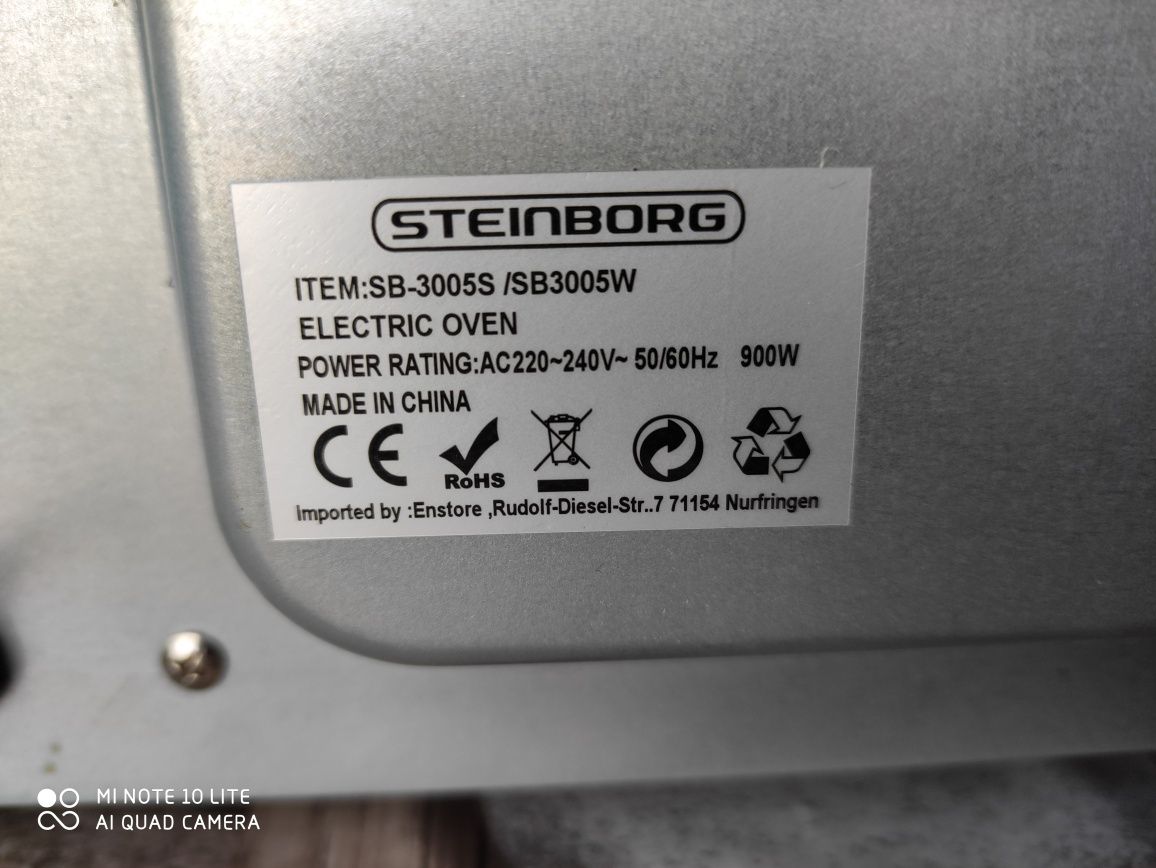 STEINBORG
ITEM:SB-3005S /SB3005W
ELECTRIC OVEN
POWER RATING:AC220~240V~ 50/60Hz 900W
MADE IN CHINA
CE RoHS
Imported by :Enstore ,Rudolf-Diesel-Str..7 71154 Nurfringen
MI NOTE 10 LITE
AI QUAD CAMERA